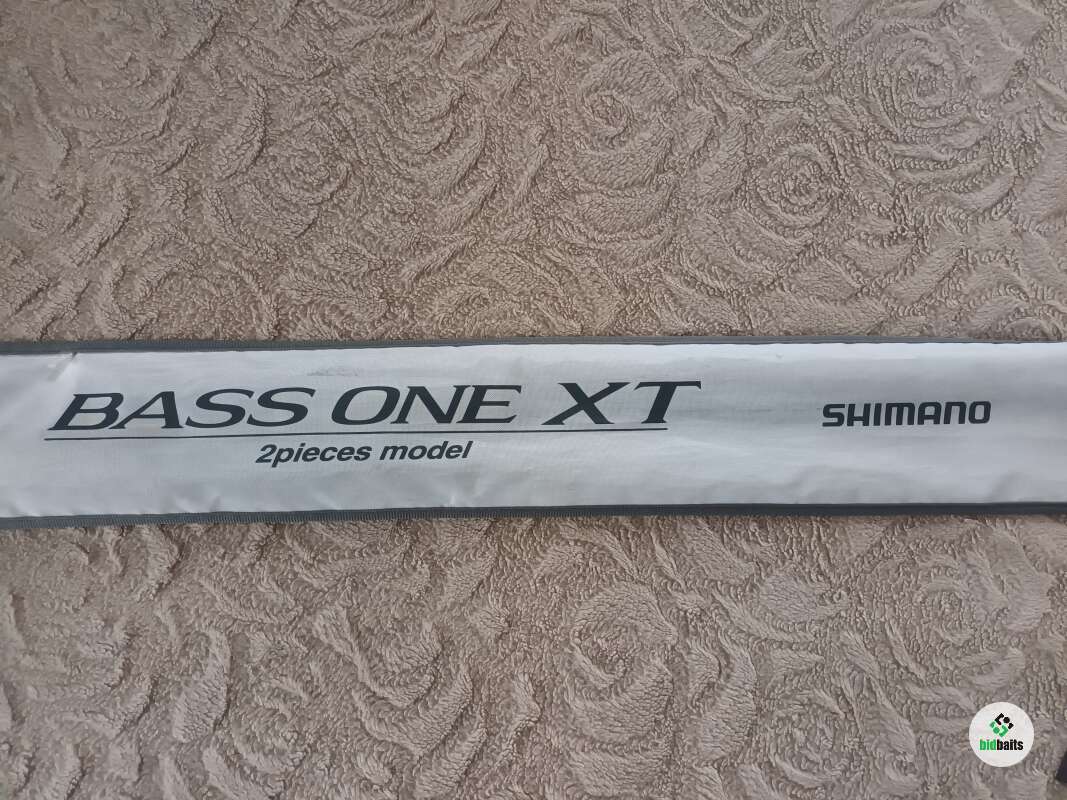 BASS ONE XT
SHIMANO
2pieces model
bidbaits